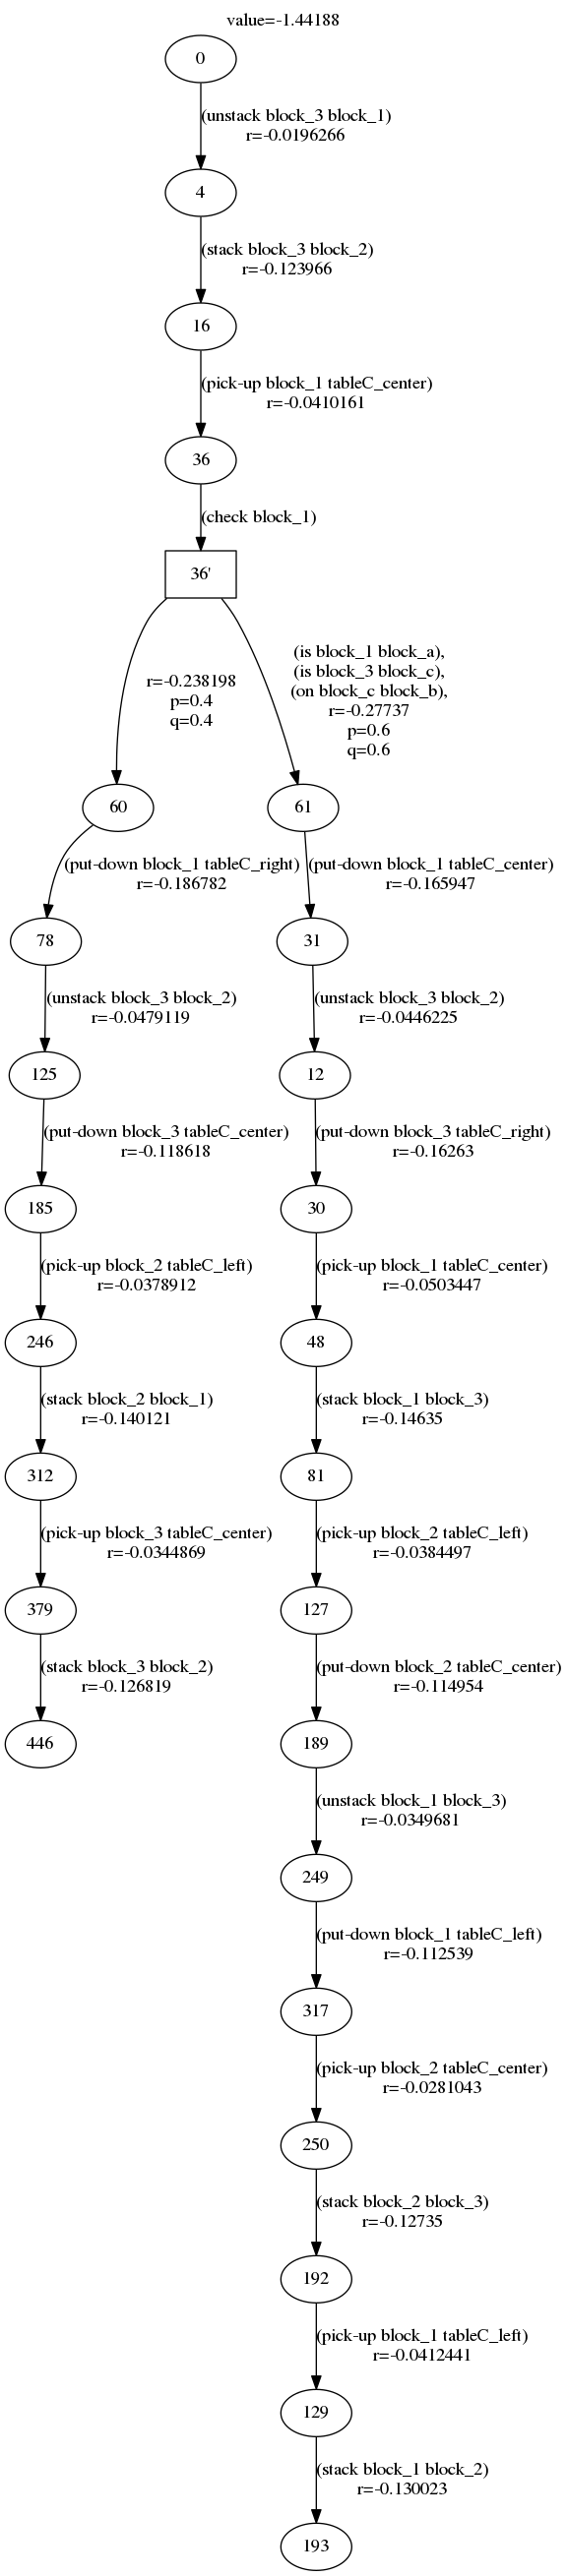 value=-1.44188
0
(unstack block_3 block_1)
r=-0.0196266
4
(stack block_3 block_2)
r=-0.123966
16
(pick-up block_1 tableC_center)
r=-0.0410161
36
(check block_1)
36'
r=-0.238198
p=0.4
q=0.4
(is block_1 block_a),
(is block_3 block_c),
(on block_c block_b),
r=-0.27737
p=0.6
q=0.6
60
61
(put-down block_1 tableC_right)
r=-0.186782
(put-down block_1 tableC_center)
r=-0.165947
78
31
(unstack block_3 block_2)
r=-0.0479119
(unstack block_3 block_2)
r=-0.0446225
125
12
(put-down block_3 tableC_center)
r=-0.118618
(put-down block_3 tableC_right)
r=-0.16263
185
30
(pick-up block_2 tableC_left)
r=-0.0378912
(pick-up block_1 tableC_center)
r=-0.0503447
246
48
(stack block_2 block_1)
r=-0.140121
(stack block_1 block_3)
r=-0.14635
312
81
(pick-up block_3 tableC_center)
r=-0.0344869
(pick-up block_2 tableC_left)
r=-0.0384497
379
127
(stack block_3 block_2)
r=-0.126819
(put-down block_2 tableC_center)
r=-0.114954
446
189
(unstack block_1 block_3)
r=-0.0349681
249
(put-down block_1 tableC_left)
r=-0.112539
317
(pick-up block_2 tableC_center)
r=-0.0281043
250
(stack block_2 block_3)
r=-0.12735
192
(pick-up block_1 tableC_left)
r=-0.0412441
129
(stack block_1 block_2)
r=-0.130023
193